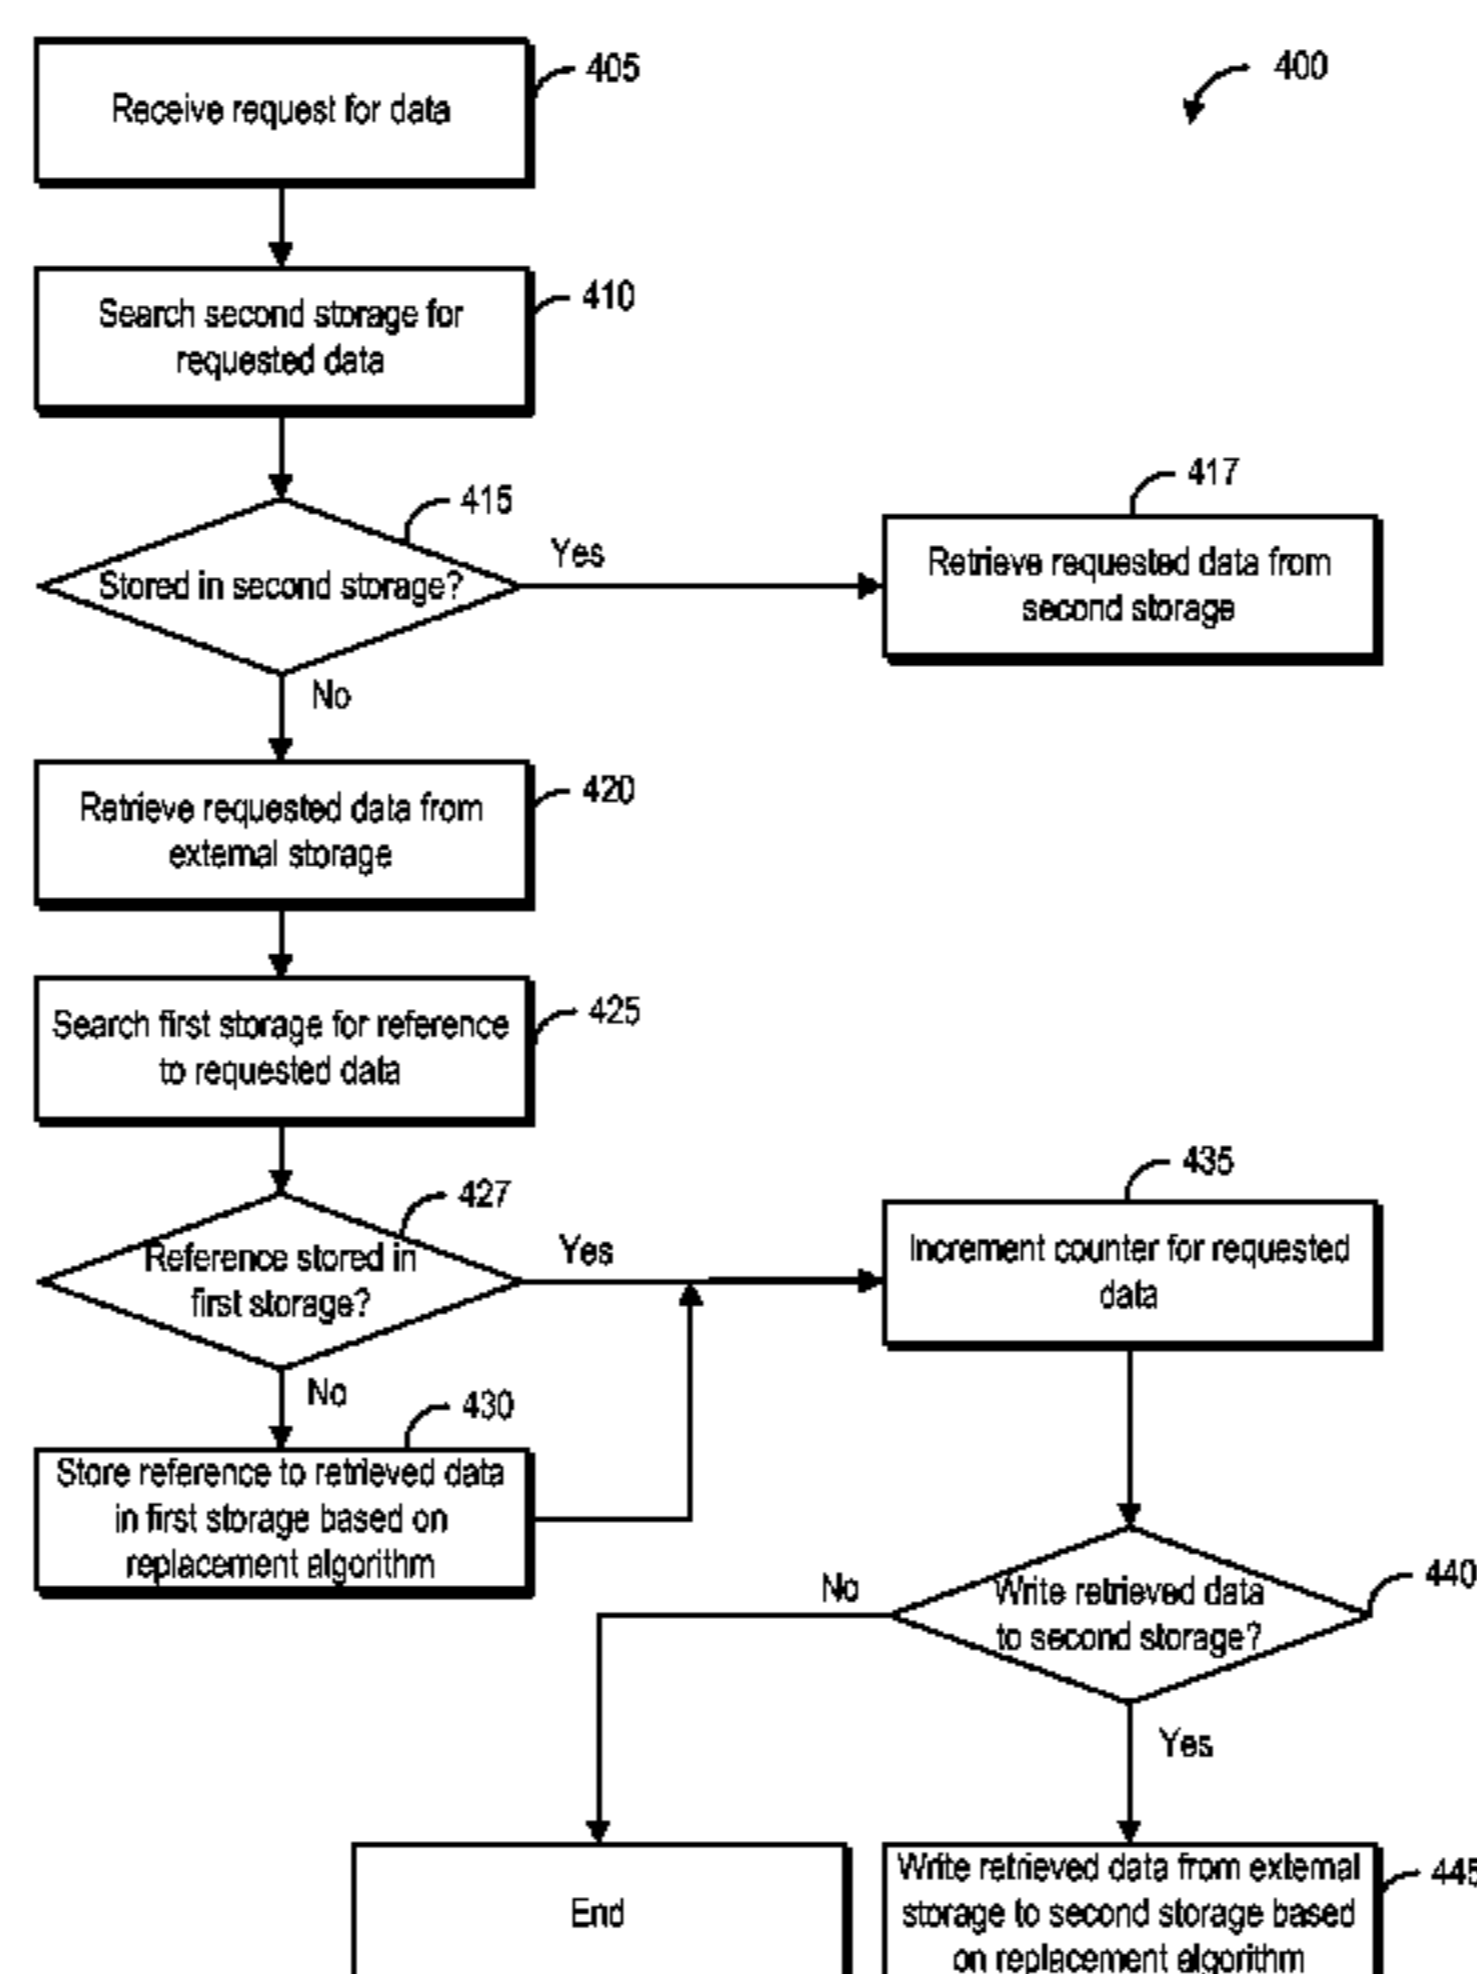 405
400
Receive request for data
410
Search second storage for
requested data
415
417
Yes
Stored in second storage?
Retrieve requested data from
second storage
No
420
Retrieve requested data from
external storage
425
Search first storage for reference
to requested data
427
435
Yes
Reference stored in
first storage?
Increment counter for requested
data
No
430
Store reference to retrieved data
in first storage based on
replacement algorithm
440
No
Write retrieved data
to second storage?
Yes
445
End
Write retrieved data from external
storage to second storage based
on replacement algorithm